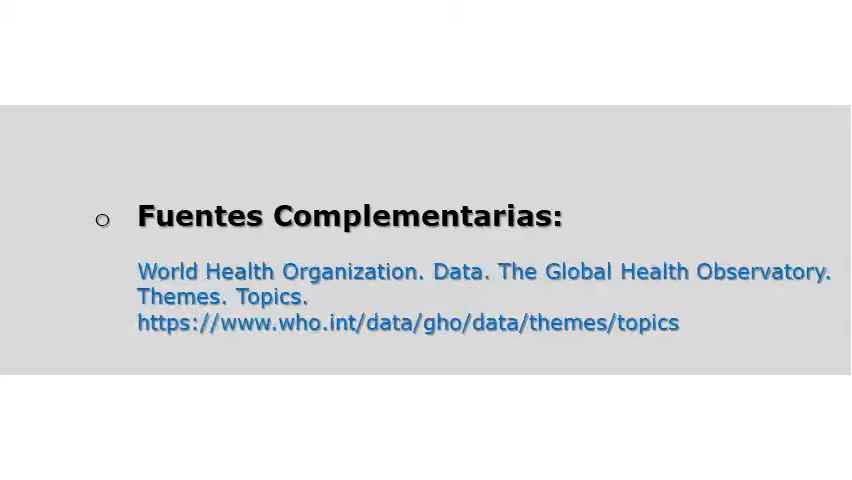 o Fuentes Complementarias:
World Health Organization. Data. The Global Health Observatory.
Themes. Topics.
https://www.who.int/data/gho/data/themes/topics